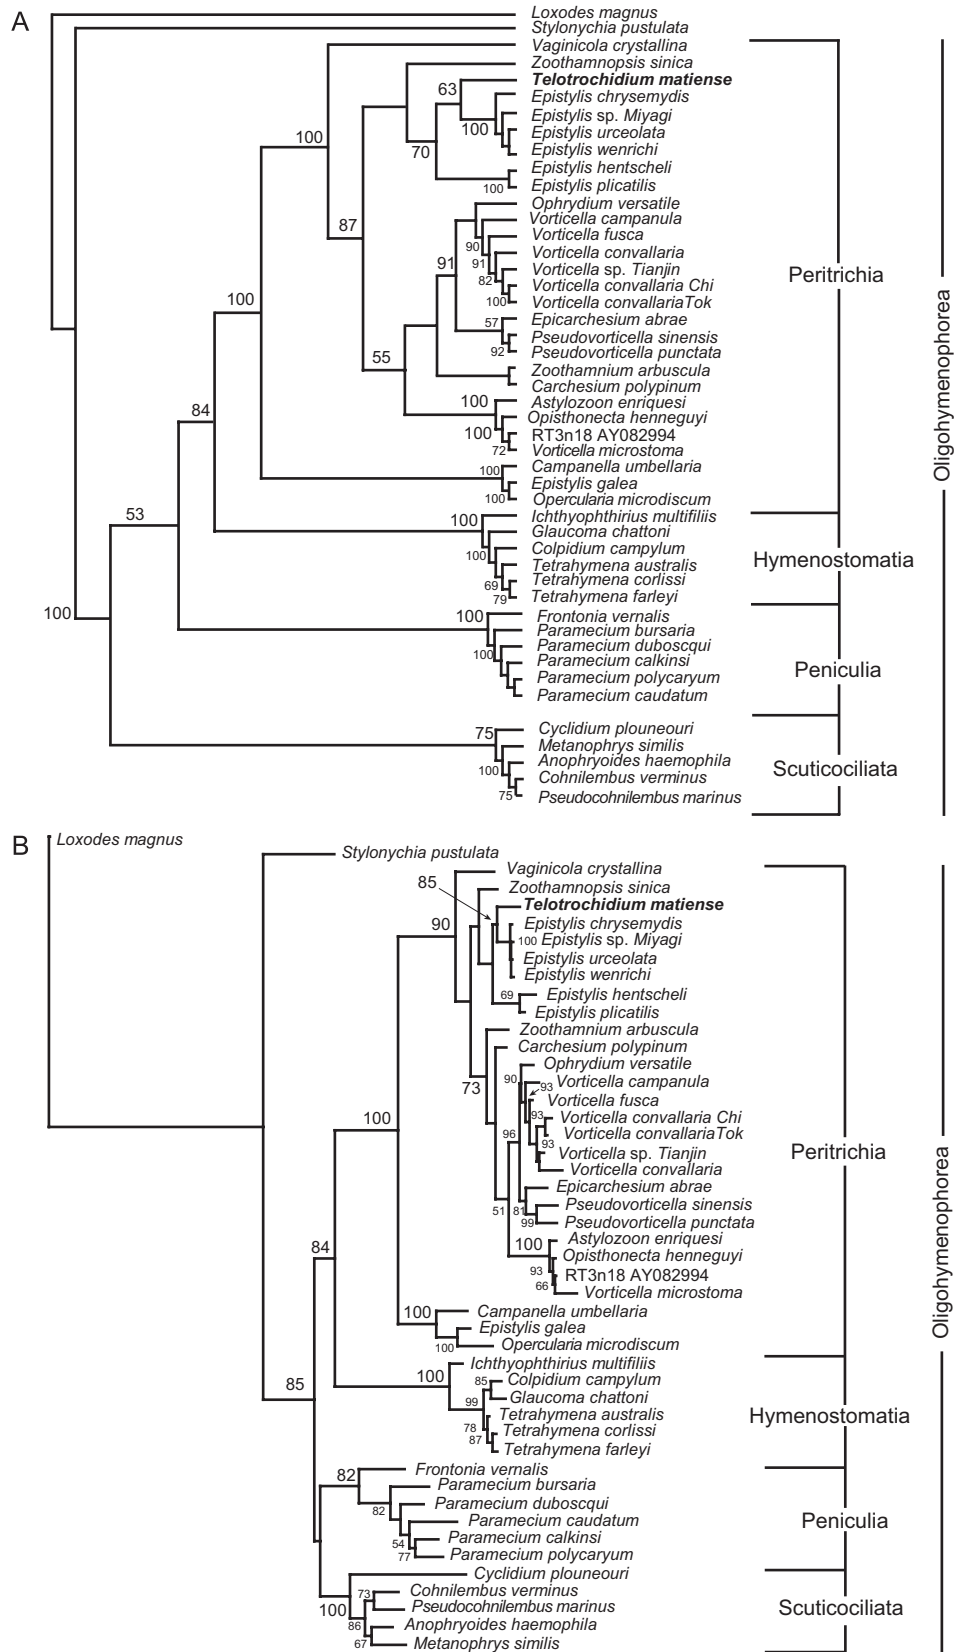 A
Loxodes magnus
Stylonychia pustulata
Vaginicola crystallina
Zoothamnopsis sinica
Telotrochidium matiense
63
Epistylis chrysemydis
Epistylis sp. Miyagi
100
Epistylis urceolata
100
Epistylis wenrichi
70
Epistylis hentscheli
100
Epistylis plicatilis
Ophrydium versatile
Vorticella campanula
87
Vorticella fusca
90
Vorticella convallaria
91
91
Vorticella sp. Tianjin
82
Vorticella convallaria Chi
Peritrichia
100
Vorticella convallariaTok
100
Epicarchesium abrae
57
Pseudovorticella sinensis
92
Pseudovorticella punctata
55
Zoothamnium arbuscula
Carchesium polypinum
100
Astylozoon enriquesi
84
Opisthonecta henneguyi
100
RT3n18 AY082994
72
Vorticella microstoma
100
Campanella umbellaria
Epistylis galea
100
Opercularia microdiscum
Oligohymenophorea
53
100
Ichthyophthirius multifiliis
Glaucoma chattoni
100
Colpidium campylum
Hymenostomatia
Tetrahymena australis
69
Tetrahymena corlissi
79
Tetrahymena farleyi
100
100
Frontonia vernalis
Paramecium bursaria
Paramecium duboscqui
100
Paramecium calkinsi
Peniculia
Paramecium polycaryum
Paramecium caudatum
75
Cyclidium plouneouri
Metanophrys similis
100
Anophryoides haemophila
Scuticociliata
Cohnilembus verminus
75
Pseudocohnilembus marinus
B
Loxodes magnus
Stylonychia pustulata
Vaginicola crystallina
85
Zoothamnopsis sinica
Telotrochidium matiense
90
Epistylis chrysemydis
100
Epistylis sp. Miyagi
Epistylis urceolata
Epistylis wenrichi
69
Epistylis hentscheli
Epistylis plicatilis
Zoothamnium arbuscula
Carchesium polypinum
Ophrydium versatile
73
90
93
Vorticella campanula
Vorticella fusca
100
93
Vorticella convallaria Chi
96
Vorticella convallariaTok
93
Vorticella sp. Tianjin
Peritrichia
Vorticella convallaria
Epicarchesium abrae
51
81
Pseudovorticella sinensis
99
Pseudovorticella punctata
100
Astylozoon enriquesi
84
Opisthonecta henneguyi
93
RT3n18 AY082994
66
Vorticella microstoma
100
Campanella umbellaria
Epistylis galea
100
Opercularia microdiscum
Oligohymenophorea
Ichthyophthirius multifiliis
85
100
85
Colpidium campylum
99
Glaucoma chattoni
Tetrahymena australis
Hymenostomatia
78
Tetrahymena corlissi
87
Tetrahymena farleyi
82
Frontonia vernalis
Paramecium bursaria
82
Paramecium duboscqui
Paramecium caudatum
Peniculia
54
Paramecium calkinsi
77
Paramecium polycaryum
Cyclidium plouneouri
73
Cohnilembus verminus
100
Pseudocohnilembus marinus
Scuticociliata
86
Anophryoides haemophila
67
Metanophrys similis